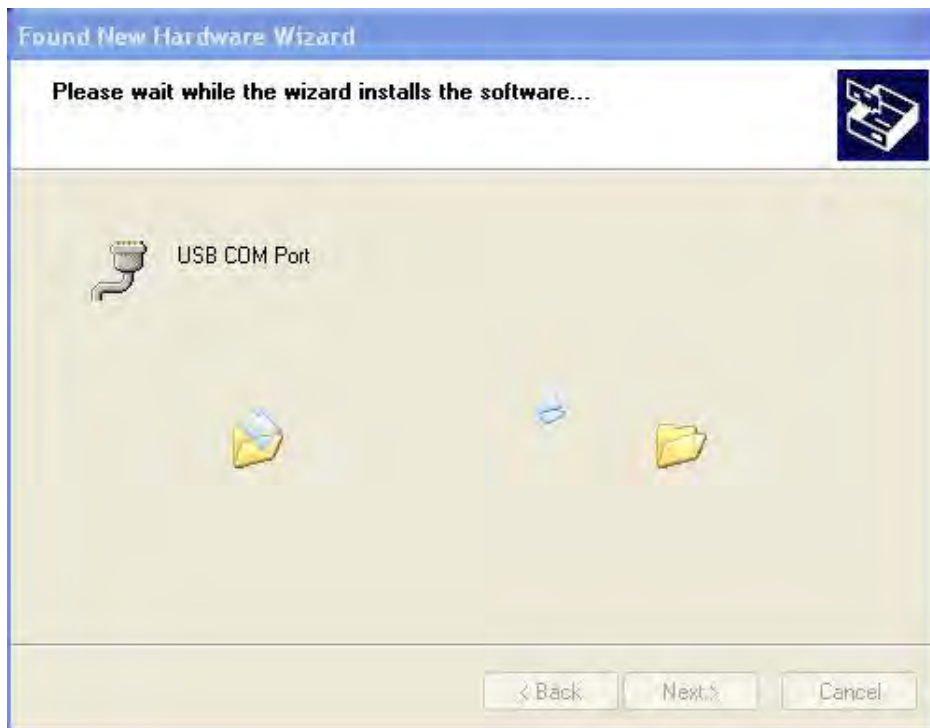 Found New Hardware Wizard
Please wait while the wizard installs the software...
USB COM Port
< Back
Next >
Cancel